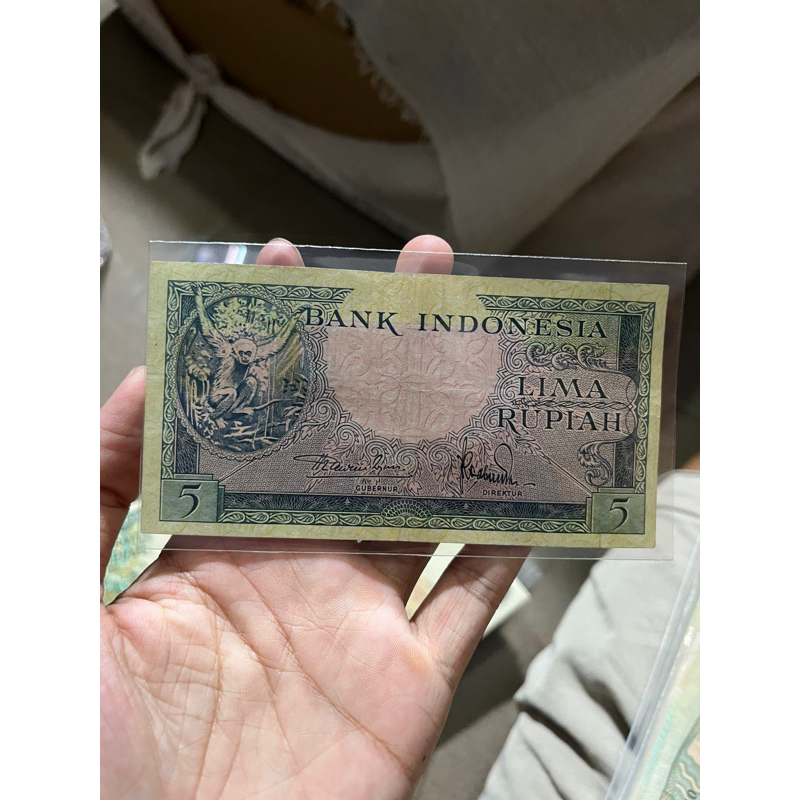 BANK INDONESIA
LIMA
RUPIAH
GUBERNUR
DIREKTUR
5
5